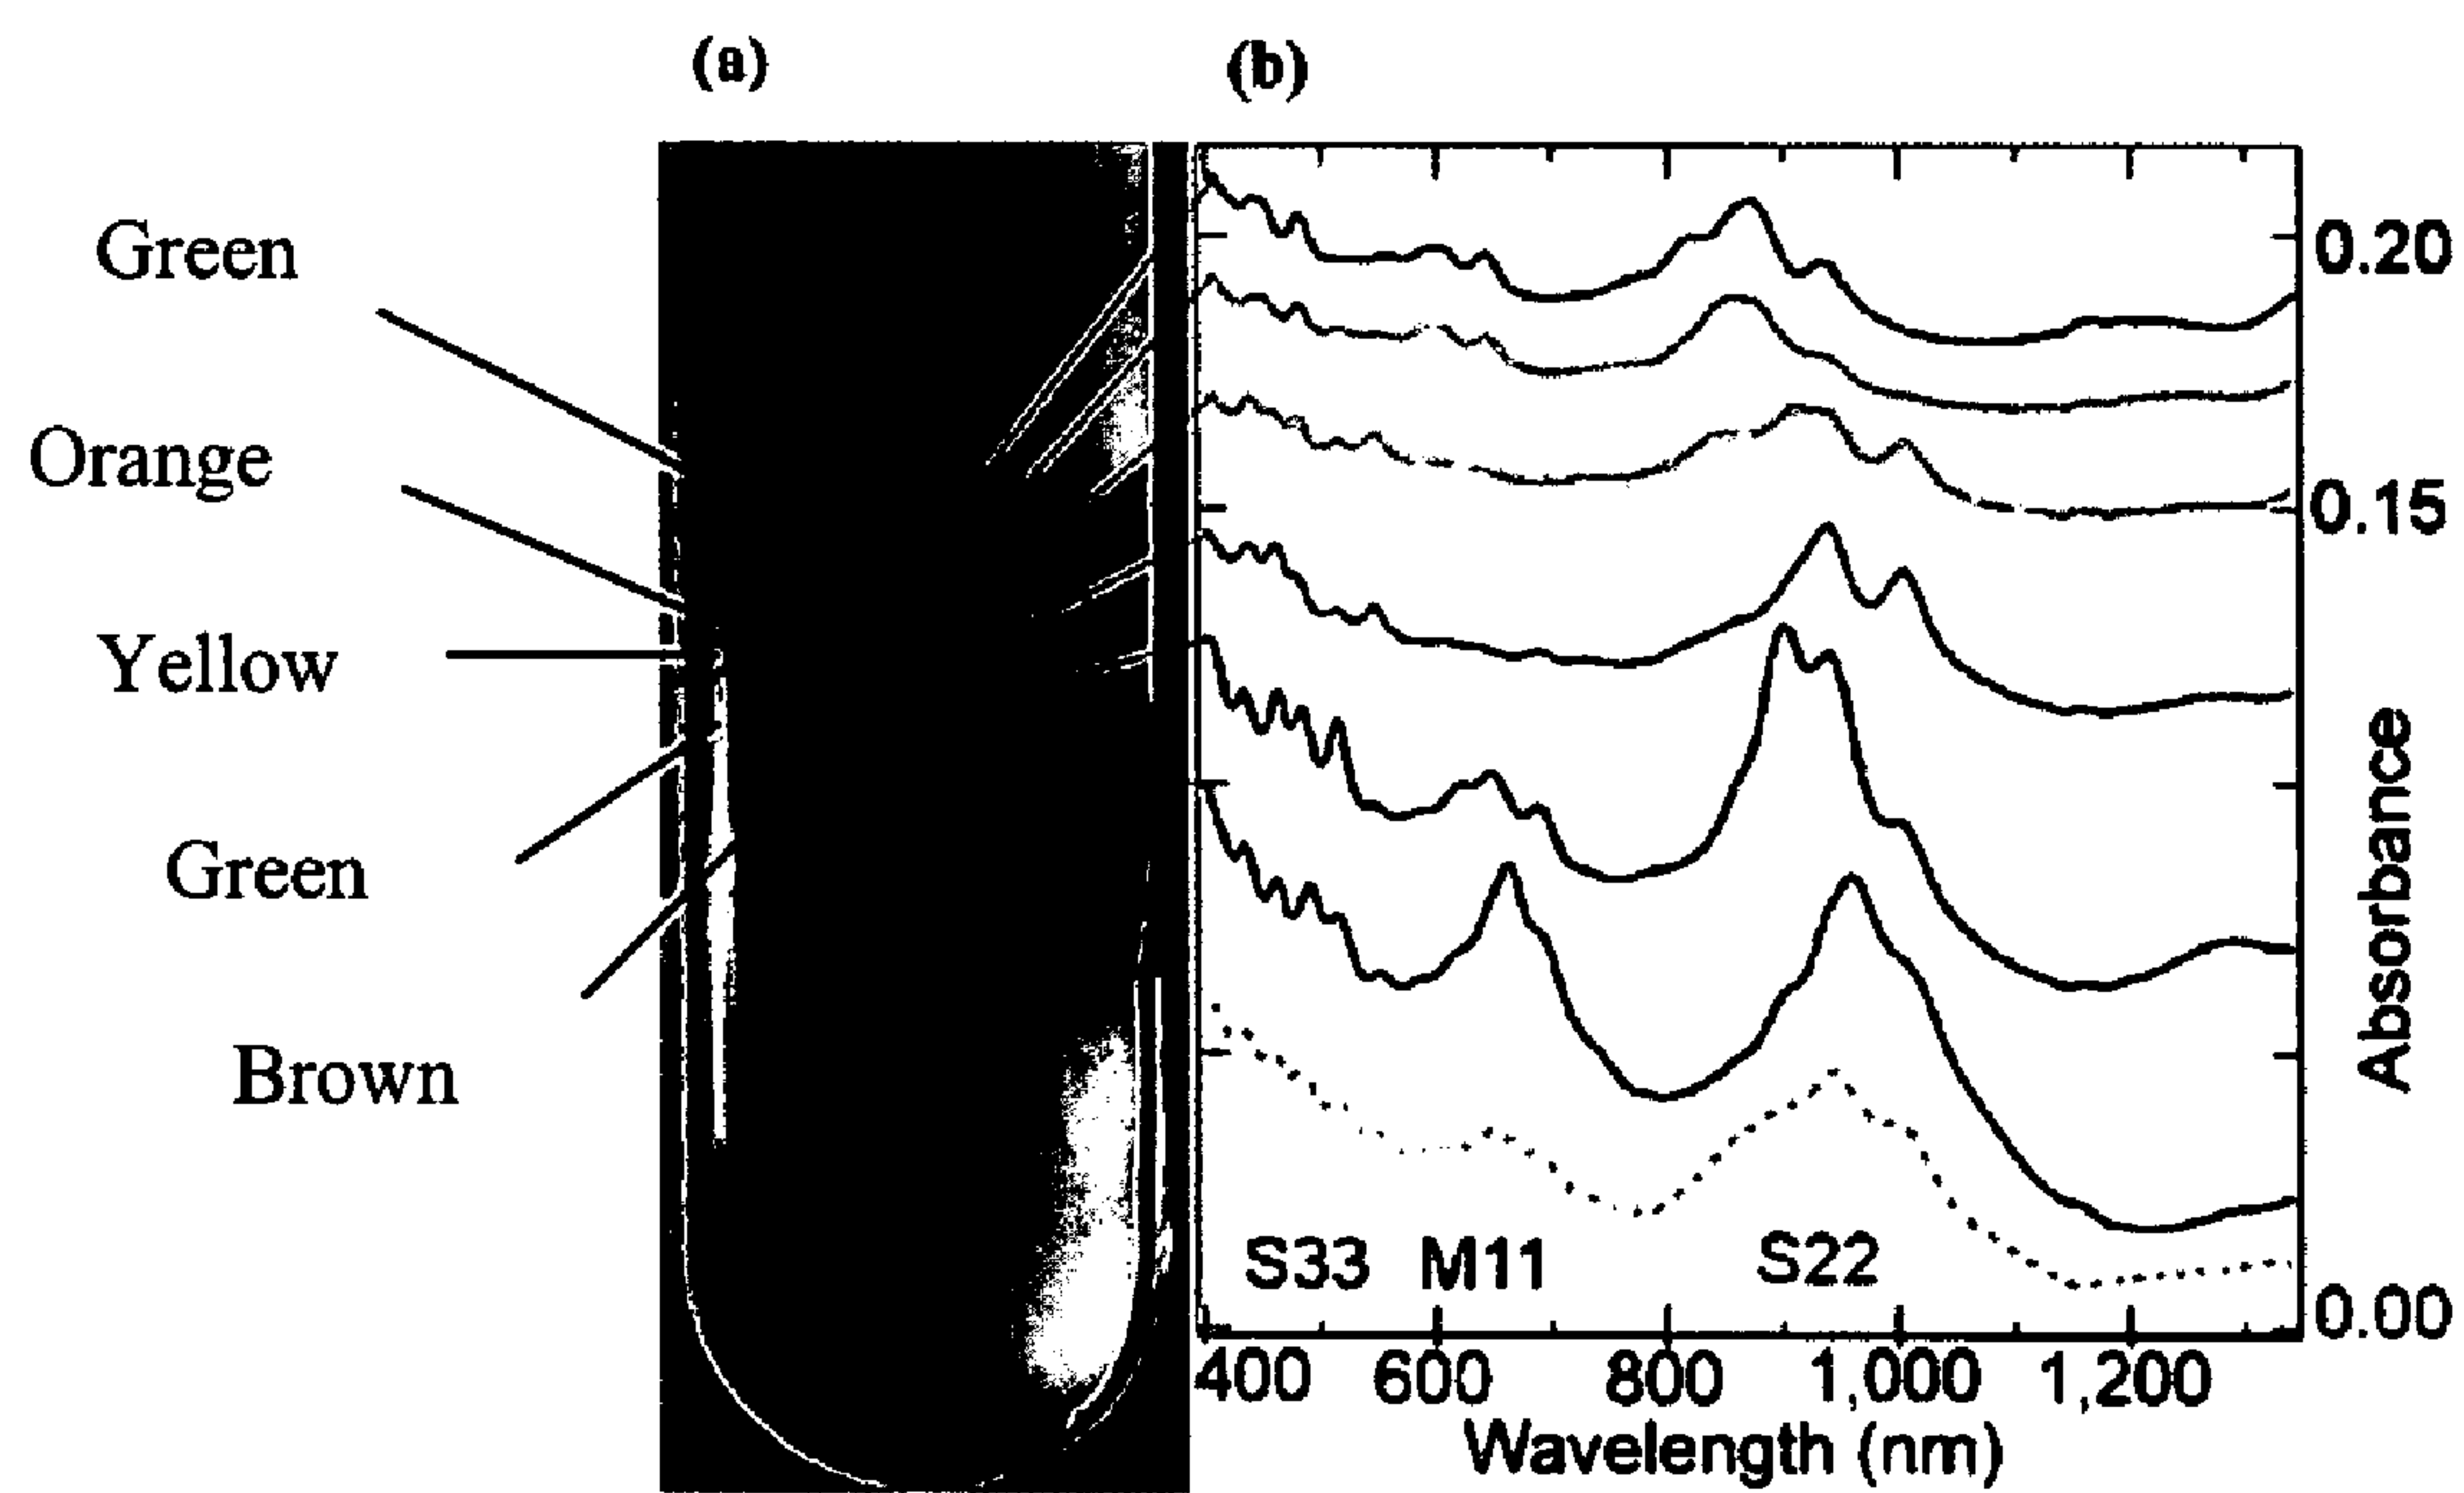 (a)
(b)
Green
Orange
Yellow
Green
Brown
0.20
0.15
0.00
Absorbance
S33 M11 S22
400 600 800 1,000 1,200
Wavelength (nm)